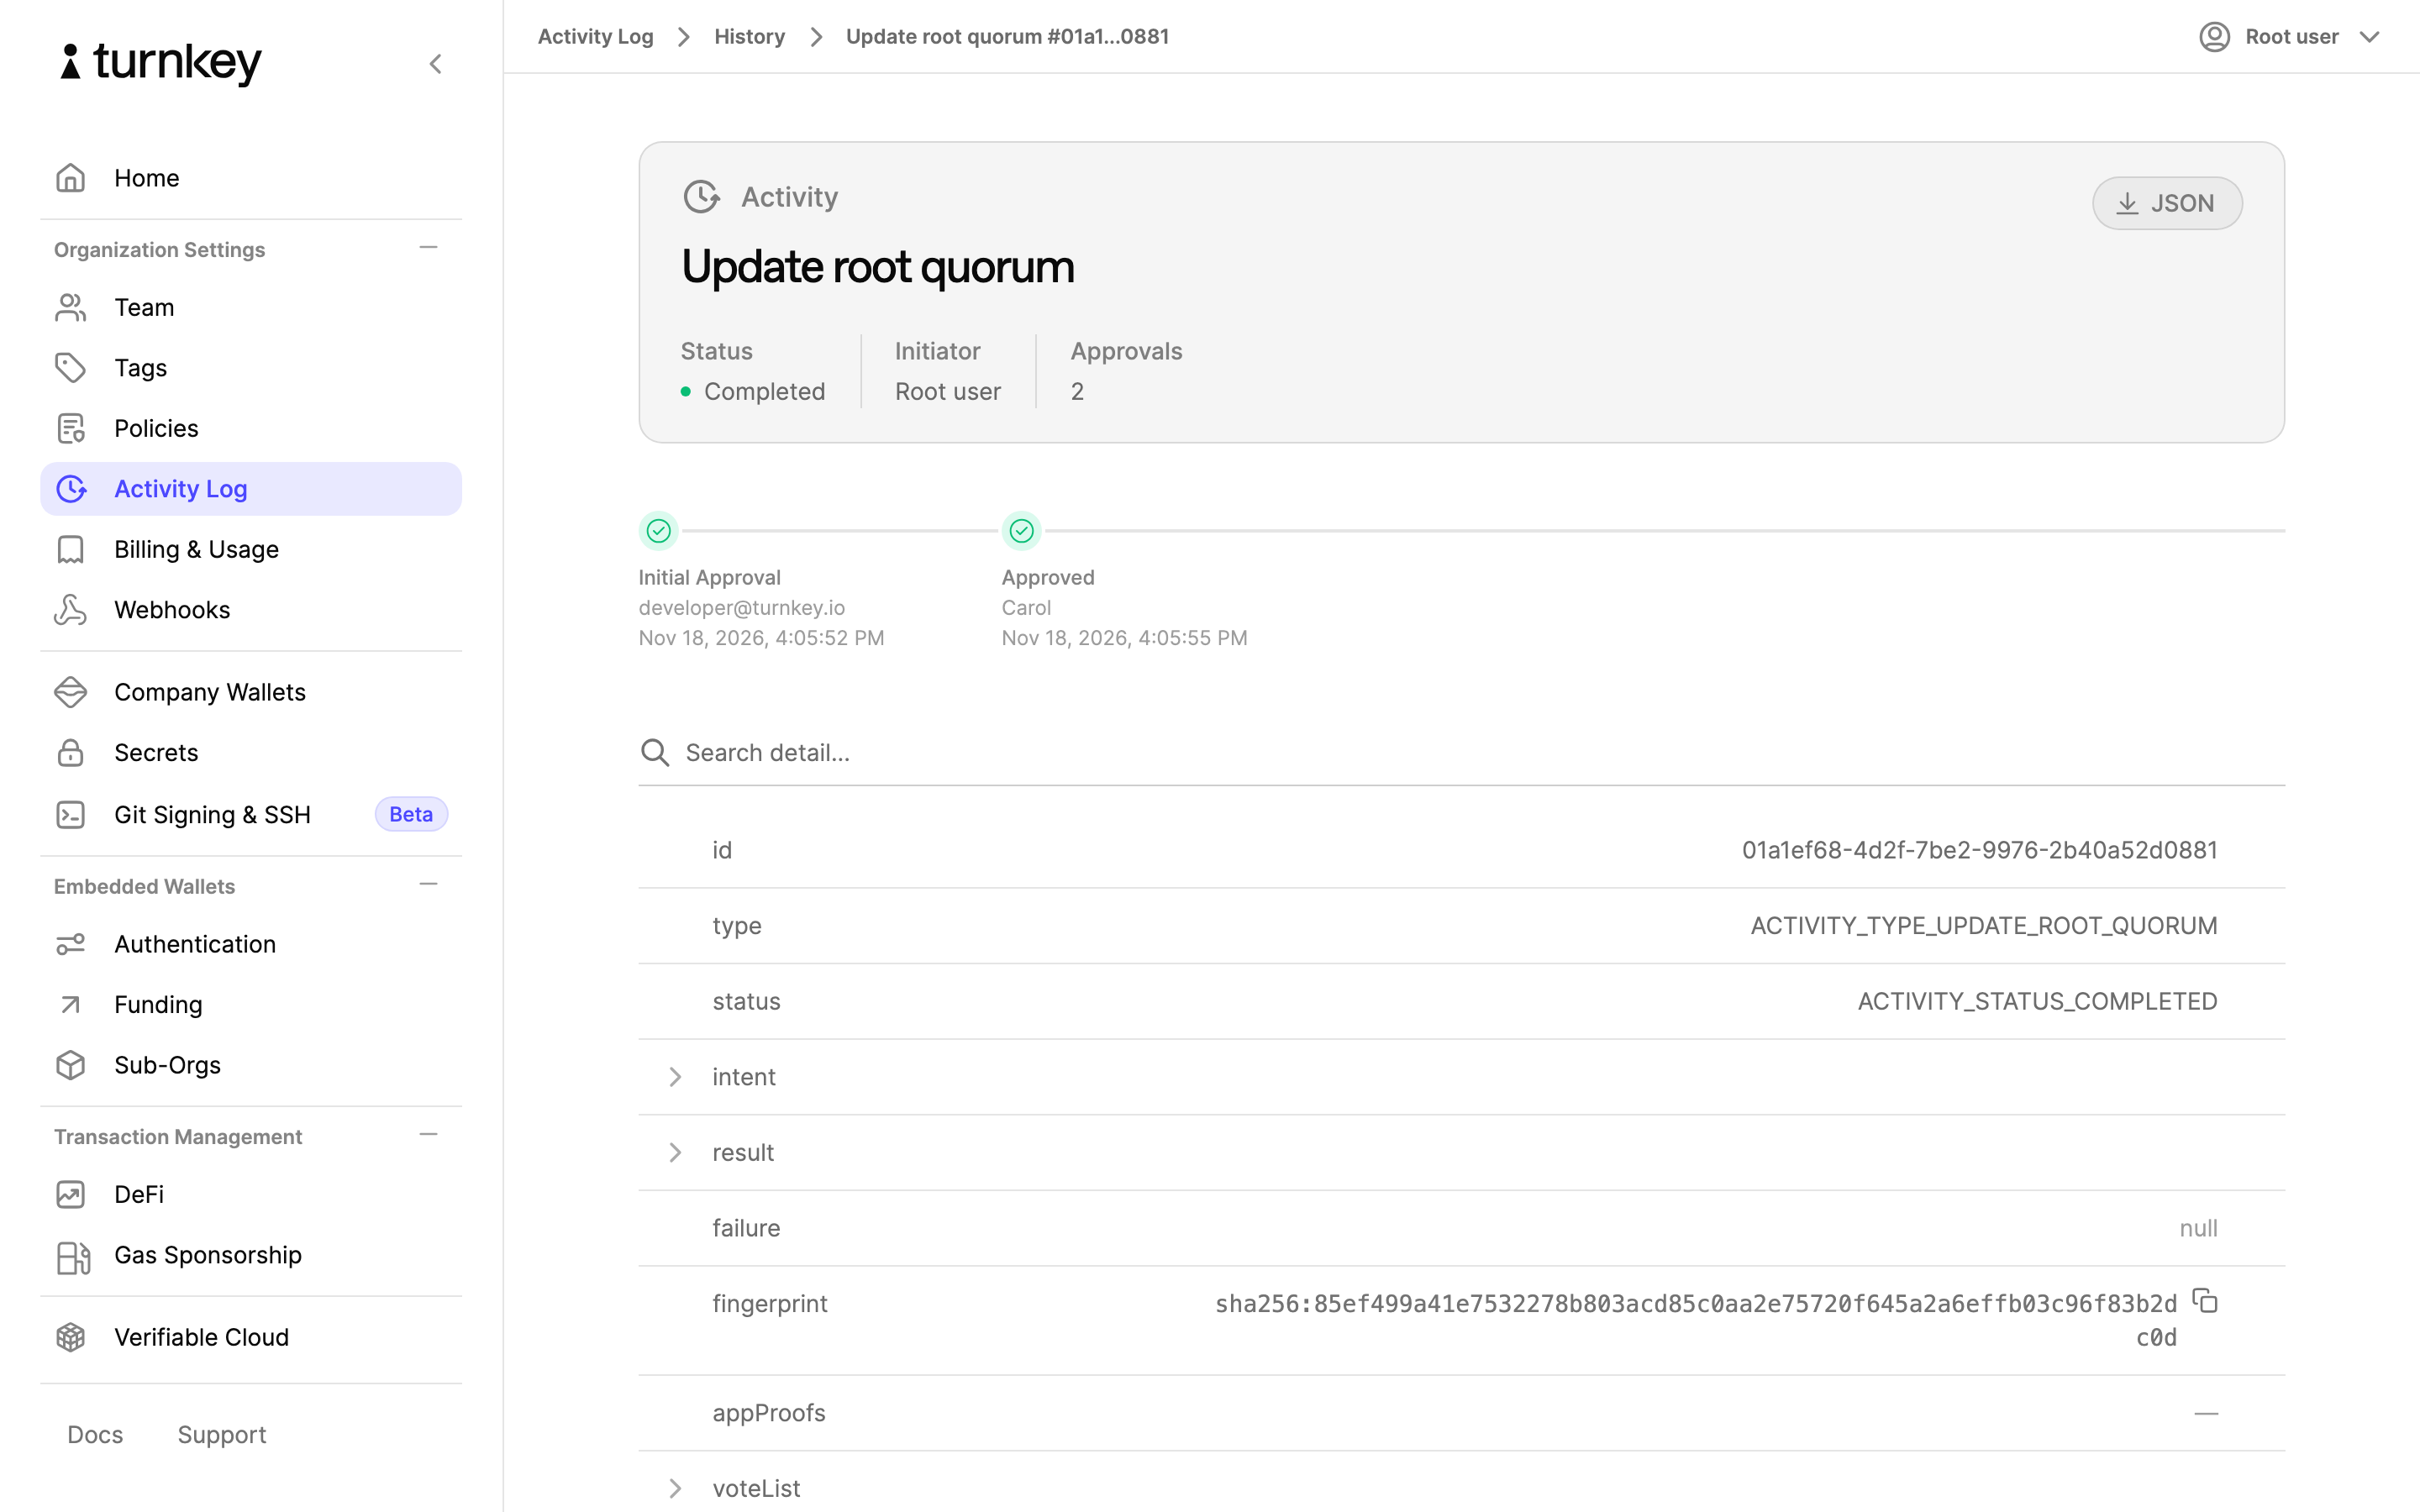 turnkey
Home
Organization Settings
Team
Tags
Policies
Activity Log
Billing & Usage
Webhooks
Company Wallets
Secrets
Git Signing & SSH Beta
Embedded Wallets
Authentication
Funding
Sub-Orgs
Transaction Management
DeFi
Gas Sponsorship
Verifiable Cloud
Docs Support
Activity Log History Update root quorum #01a1...0881
Root user
Activity
JSON
Update root quorum
Status Initiator Approvals
Completed Root user 2
Initial Approval
developer@turnkey.io
Nov 18, 2026, 4:05:52 PM
Approved
Carol
Nov 18, 2026, 4:05:55 PM
Search detail...
id 01a1ef68-4d2f-7be2-9976-2b40a52d0881
type ACTIVITY_TYPE_UPDATE_ROOT_QUORUM
status ACTIVITY_STATUS_COMPLETED
intent
result
failure null
fingerprint sha256:85ef499a41e7532278b803acd85c0aa2e75720f645a2a6effb03c96f83b2d
c0d
appProofs —
voteList